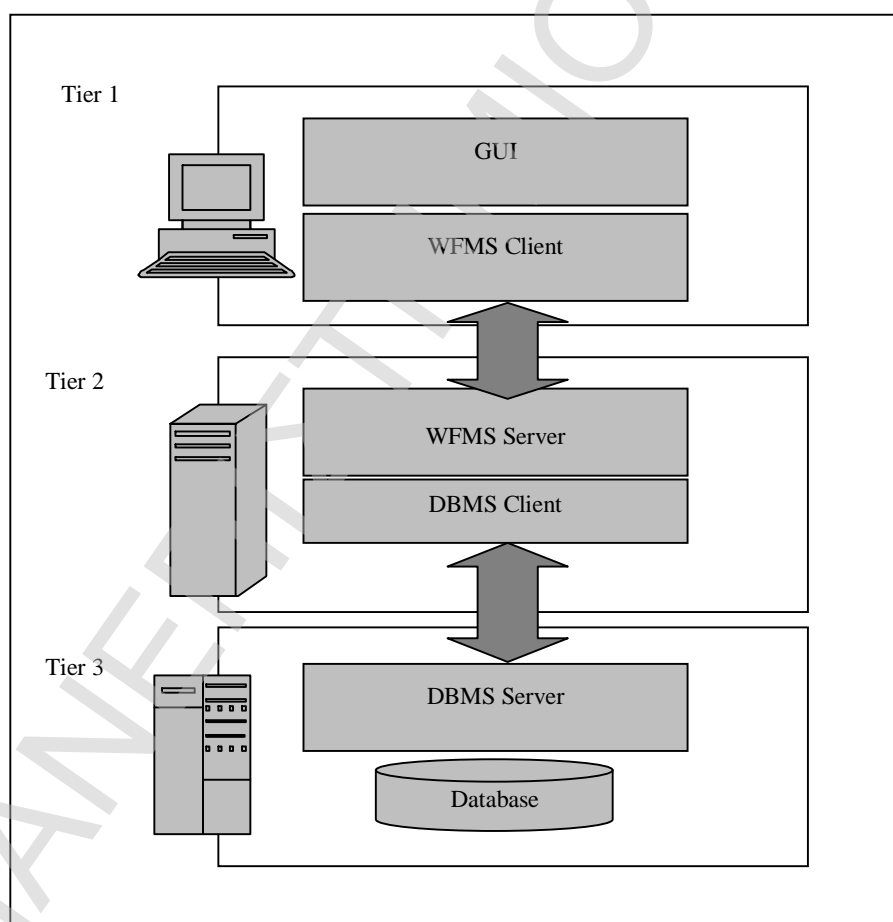 Tier 1
GUI
WFMS Client
Tier 2
WFMS Server
DBMS Client
Tier 3
DBMS Server
Database